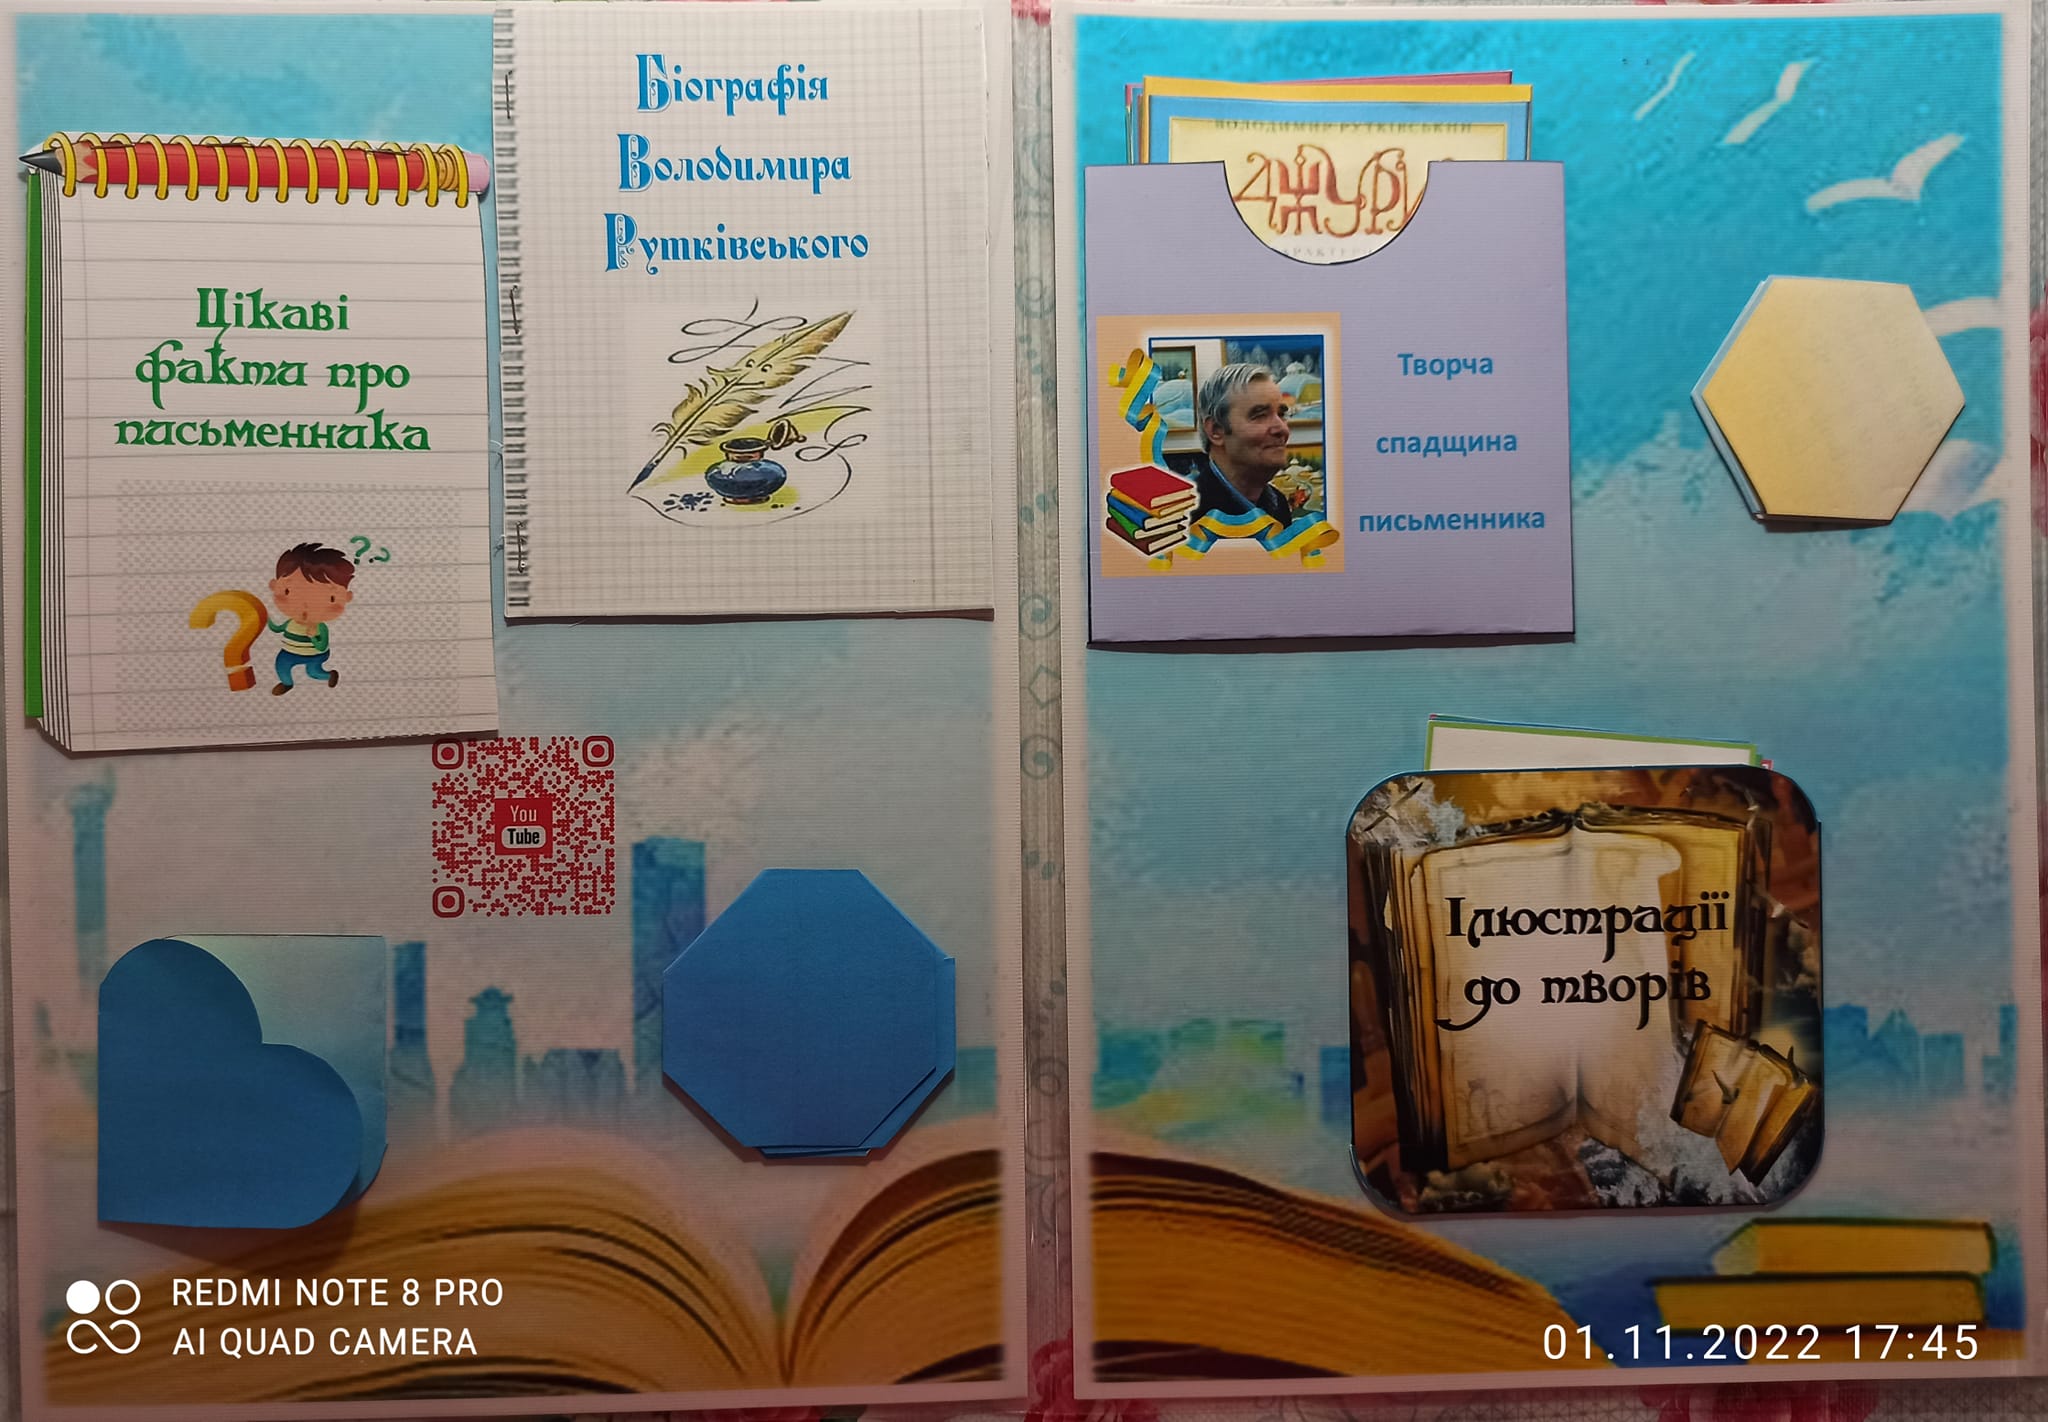 Цікаві
факти про
письменника
Біографія
Володимира
Рутківського
You
Tube
ВОЛОДИМИР РУТКІВСЬКИЙ
Творча
спадщина
письменника
Ілюстрації
до творів
REDMI NOTE 8 PRO
AI QUAD CAMERA
01.11.2022 17:45